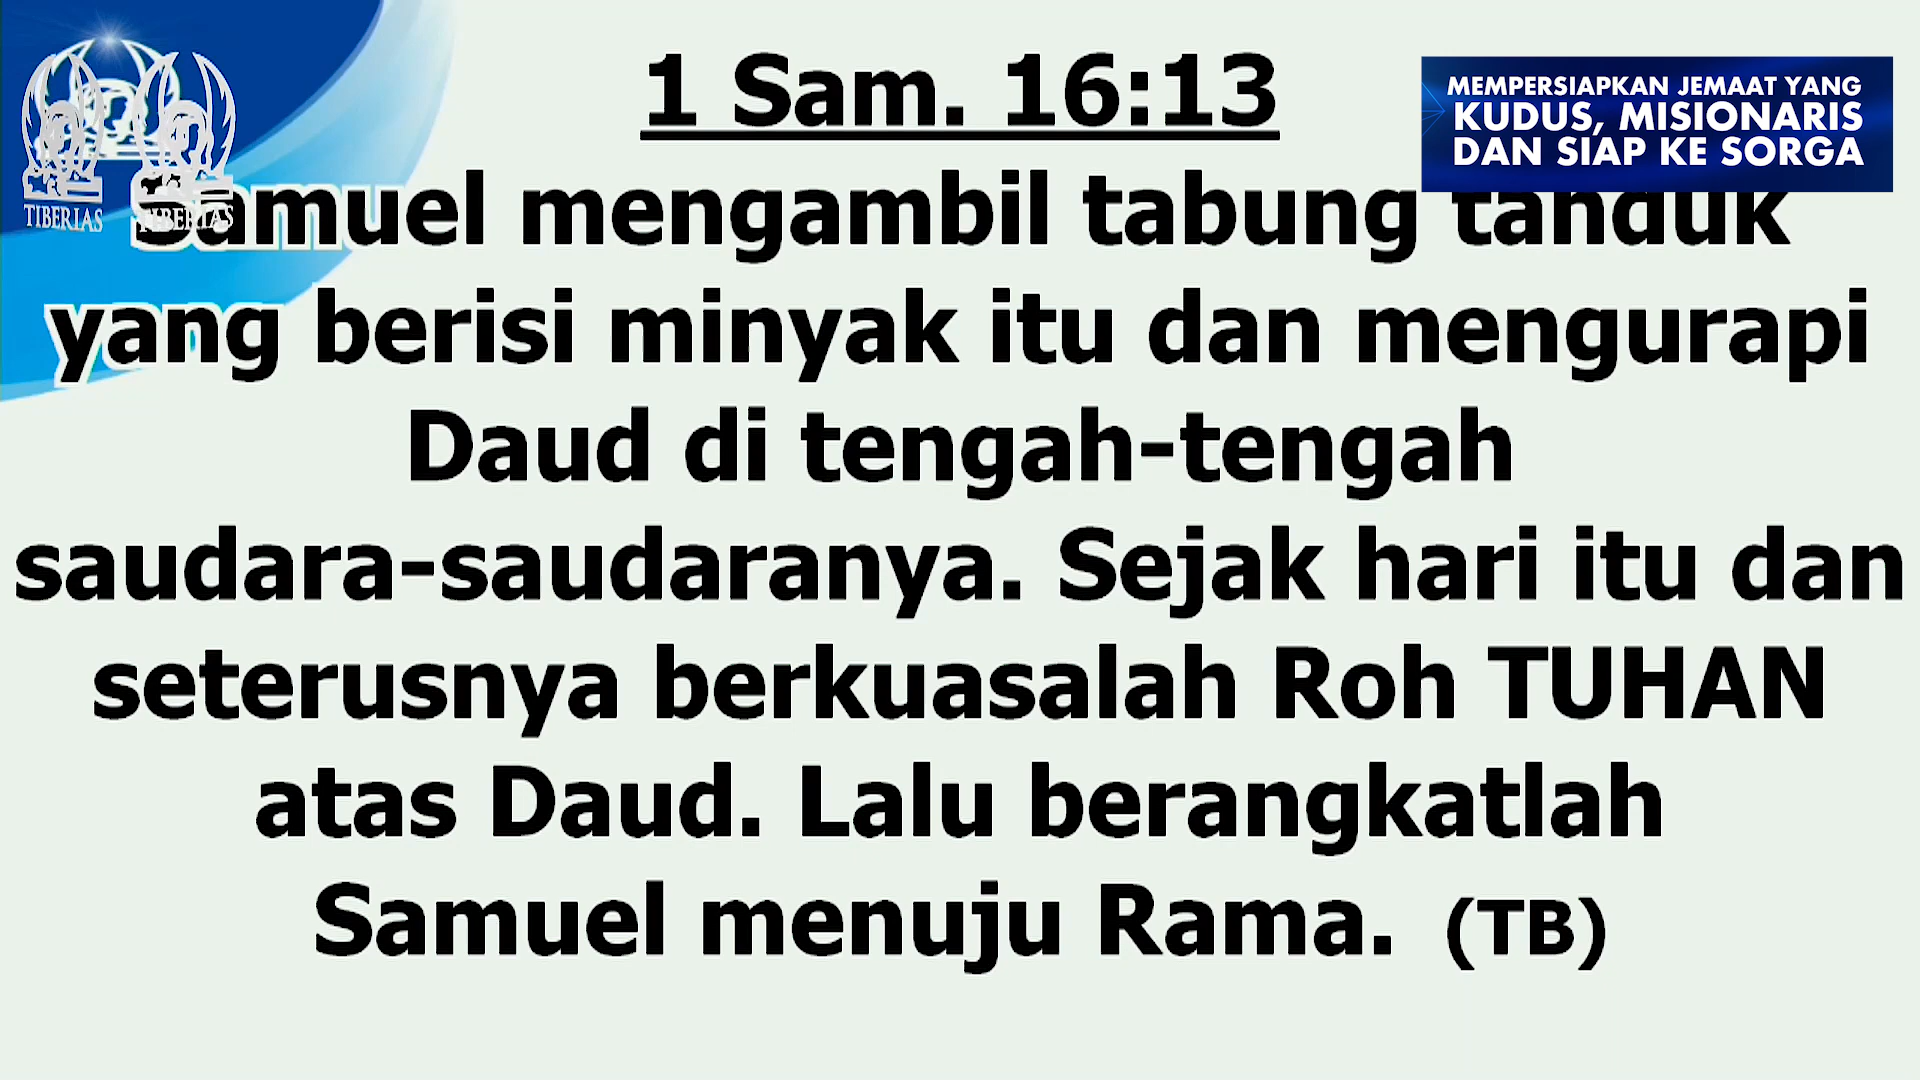 1 Sam. 16:13
MEMPERSIAPKAN JEMAAT YANG
KUDUS, MISIONARIS
DAN SIAP KE SORGA
TIBERIAS
TIBERIAS
Samuel mengambil tabung tanduk
yang berisi minyak itu dan mengurapi
Daud di tengah-tengah
saudara-saudaranya. Sejak hari itu dan
seterusnya berkuasalah Roh TUHAN
atas Daud. Lalu berangkatlah
Samuel menuju Rama. (TB)